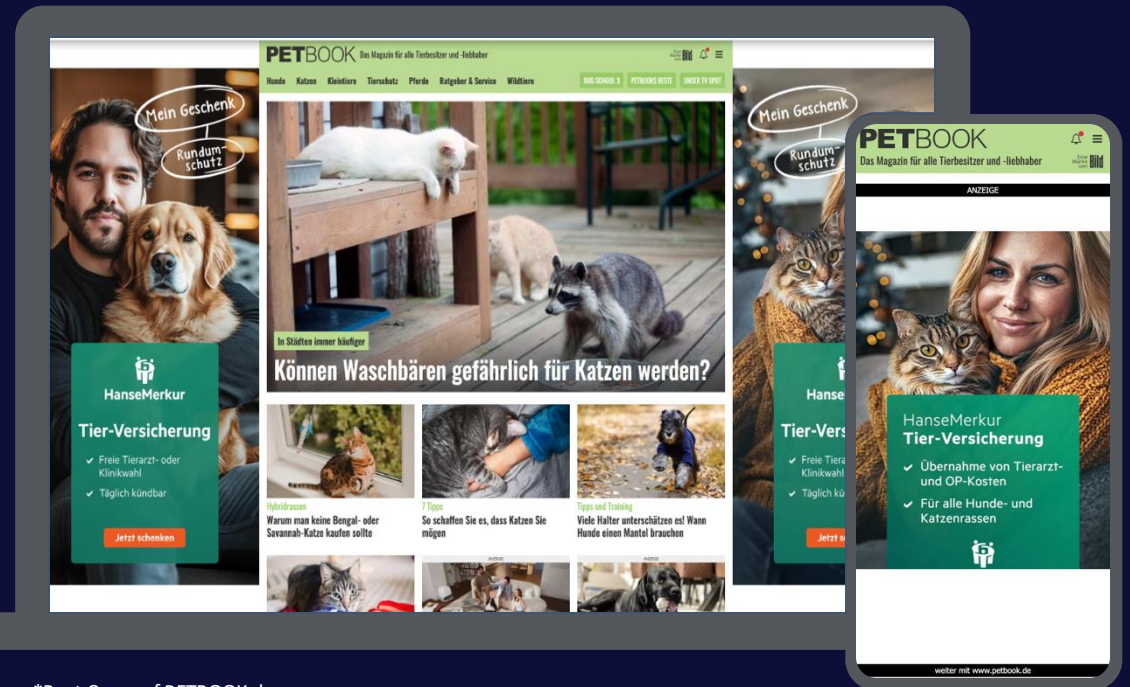 PETBOOK Das Magazin für alle Tierbesitzer und -liebhaber
Eine Marke von Bild
Hunde Katzen Kleintiere Tierschutz Pferde Ratgeber & Service Wildtiere
DOG SCHOOL 3 PETBOOKS BESTE UNSER TV SPOT
Mein Geschenk
Rundum-
schutz
HanseMerkur
Tier-Versicherung
Freie Tierarzt- oder
Klinikwahl
Täglich kündbar
Jetzt schenken
In Städten immer häufiger
Können Waschbären gefährlich für Katzen werden?
Hybridrassen
Warum man keine Bengal- oder
Savannah-Katze kaufen sollte
7 Tipps
So schaffen Sie es, dass Katzen Sie
mögen
Tipps und Training
Viele Halter unterschätzen es! Wann
Hunde einen Mantel brauchen
ANZEIGE
ANZEIGE
Mein Geschenk
Rundum-
schutz
Hanse
Tier-Vers
Freie Tiera
Klinikwahl
Täglich kü
Jetzt s
PETBOOK
Das Magazin für alle Tierbesitzer und -liebhaber
Eine
Marke
von Bild
ANZEIGE
HanseMerkur
Tier-Versicherung
Übernahme von Tierarzt-
und OP-Kosten
Für alle Hunde- und
Katzenrassen
weiter mit www.petbook.de